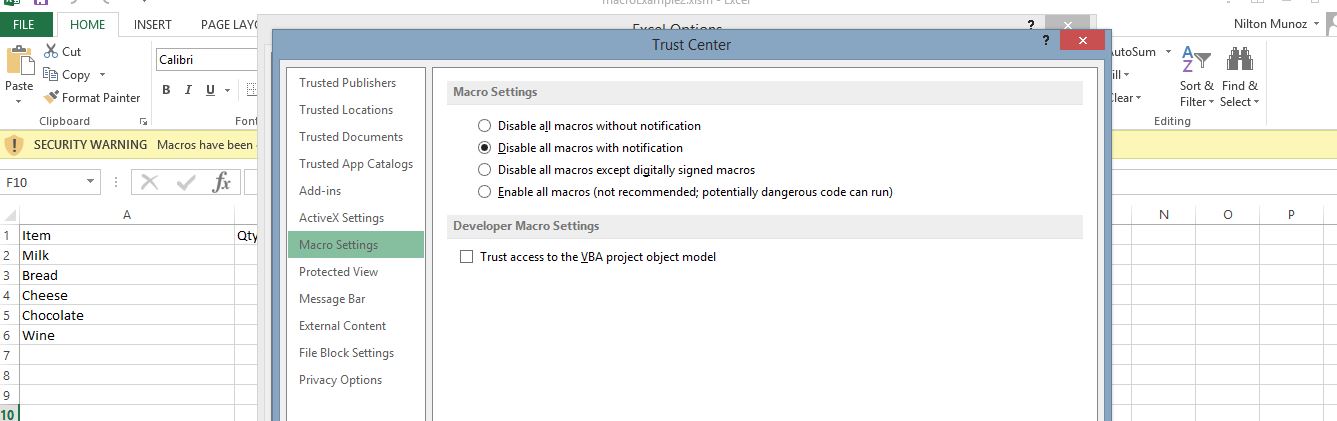 macroExample2.xlsm - Excel
FILE
HOME
INSERT
PAGE LAYO
Excel Options
?
Nilton Munoz
Trust Center
?
Cut
Copy
Paste
Format Painter
Clipboard
Calibri
B I U
Font
AutoSum
Fill
Clear
Sort & Filter
Find & Select
Editing
SECURITY WARNING Macros have been
F10
fx
A
N O P
1 Item Qty
2 Milk
3 Bread
4 Cheese
5 Chocolate
6 Wine
7
8
9
10
Trusted Publishers
Trusted Locations
Trusted Documents
Trusted App Catalogs
Add-ins
ActiveX Settings
Macro Settings
Protected View
Message Bar
External Content
File Block Settings
Privacy Options
Macro Settings
Disable all macros without notification
Disable all macros with notification
Disable all macros except digitally signed macros
Enable all macros (not recommended; potentially dangerous code can run)
Developer Macro Settings
Trust access to the VBA project object model